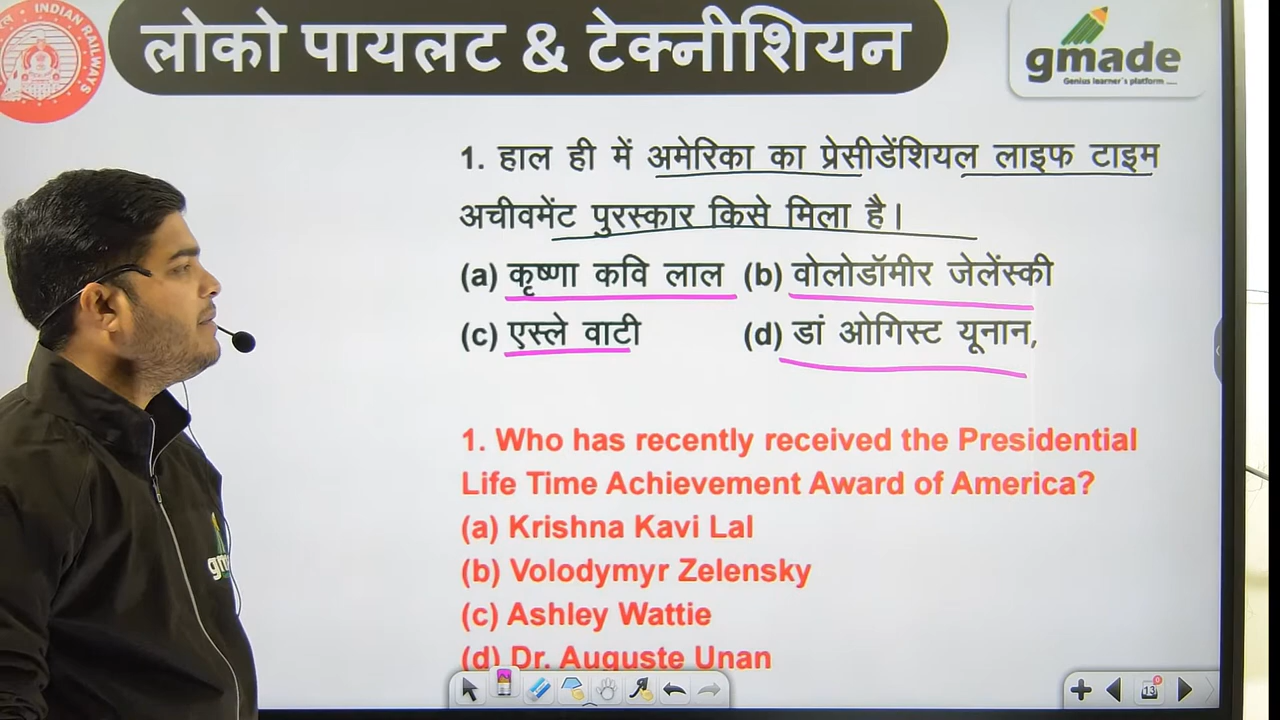 INDIAN RAILWAYS
लोको पायलट & टेक्नीशियन
gmade
Genius learner's platform
1. हाल ही में अमेरिका का प्रेसीडेंशियल लाइफ टाइम
अचीवमेंट पुरस्कार किसे मिला है।
(a) कृष्णा कवि लाल (b) वोलोडॉमीर जेलेंस्की
(c) एस्ले वाटी (d) डां ओगिस्ट यूनान,
1. Who has recently received the Presidential
Life Time Achievement Award of America?
(a) Krishna Kavi Lal
(b) Volodymyr Zelensky
(c) Ashley Wattie
(d) Dr. Auguste Unan
13